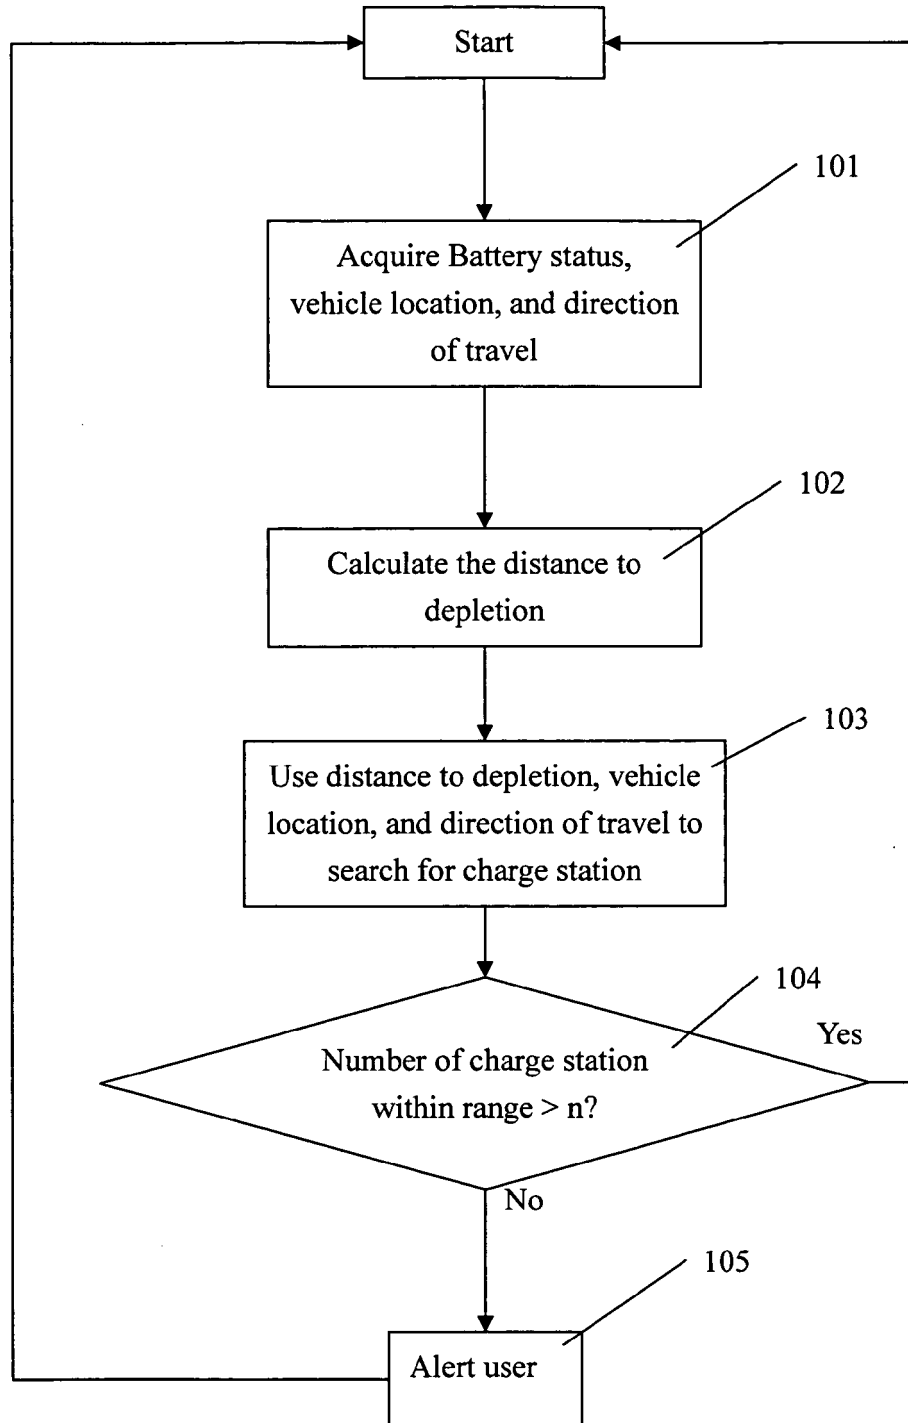 Start
101
Acquire Battery status,
vehicle location, and direction
of travel
102
Calculate the distance to
depletion
103
Use distance to depletion, vehicle
location, and direction of travel to
search for charge station
104
Yes
Number of charge station
within range > n?
No
105
Alert user